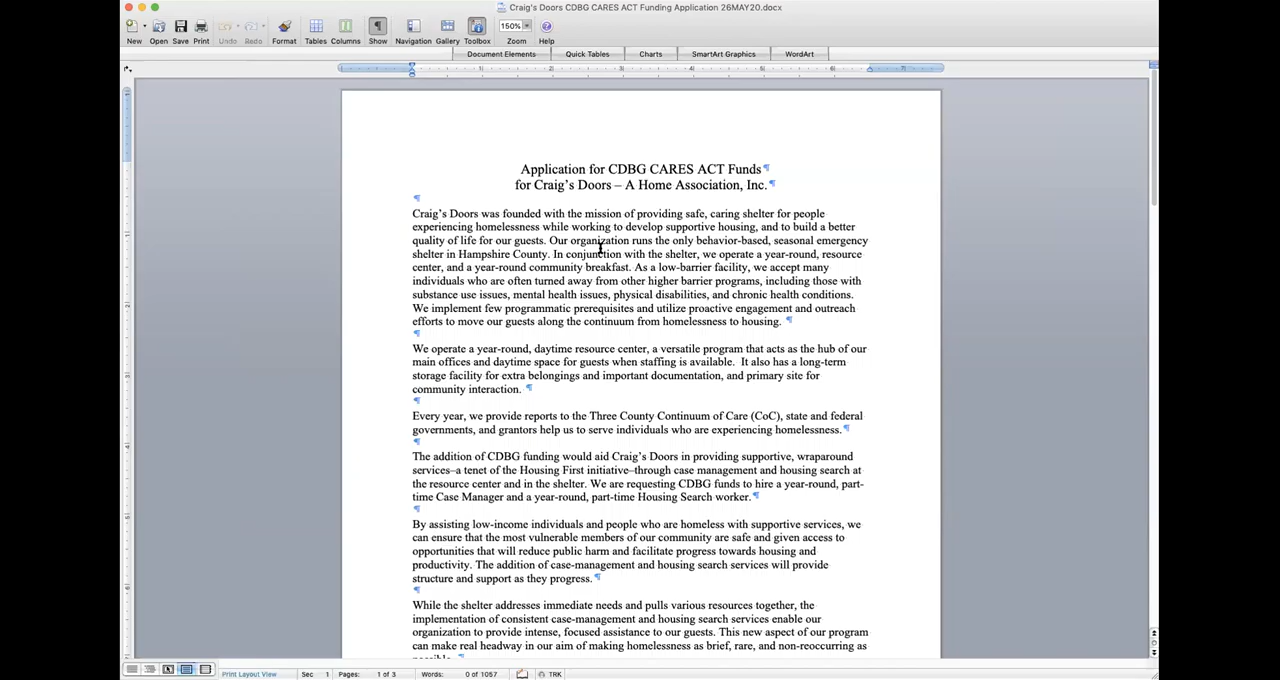 Craig's Doors CDBG CARES ACT Funding Application 26MAY20.docx
New Open Save Print Undo Redo Format Tables Columns Show Navigation Gallery Toolbox 150% Zoom Help
Document Elements Quick Tables Charts SmartArt Graphics WordArt
Application for CDBG CARES ACT Funds
for Craig's Doors – A Home Association, Inc.
Craig's Doors was founded with the mission of providing safe, caring shelter for people
experiencing homelessness while working to develop supportive housing, and to build a better
quality of life for our guests. Our organization runs the only behavior-based, seasonal emergency
shelter in Hampshire County. In conjunction with the shelter, we operate a year-round, resource
center, and a year-round community breakfast. As a low-barrier facility, we accept many
individuals who are often turned away from other higher barrier programs, including those with
substance use issues, mental health issues, physical disabilities, and chronic health conditions.
We implement few programmatic prerequisites and utilize proactive engagement and outreach
efforts to move our guests along the continuum from homelessness to housing.
We operate a year-round, daytime resource center, a versatile program that acts as the hub of our
main offices and daytime space for guests when staffing is available. It also has a long-term
storage facility for extra belongings and important documentation, and primary site for
community interaction.
Every year, we provide reports to the Three County Continuum of Care (CoC), state and federal
governments, and grantors help us to serve individuals who are experiencing homelessness.
The addition of CDBG funding would aid Craig's Doors in providing supportive, wraparound
services–a tenet of the Housing First initiative–through case management and housing search at
the resource center and in the shelter. We are requesting CDBG funds to hire a year-round, part-
time Case Manager and a year-round, part-time Housing Search worker.
By assisting low-income individuals and people who are homeless with supportive services, we
can ensure that the most vulnerable members of our community are safe and given access to
opportunities that will reduce public harm and facilitate progress towards housing and
productivity. The addition of case-management and housing search services will provide
structure and support as they progress.
While the shelter addresses immediate needs and pulls various resources together, the
implementation of consistent case-management and housing search services enable our
organization to provide intense, focused assistance to our guests. This new aspect of our program
can make real headway in our aim of making homelessness as brief, rare, and non-reoccurring as
Print Layout View Sec 1 Pages: 1 of 3 Words: 0 of 1057 TRK